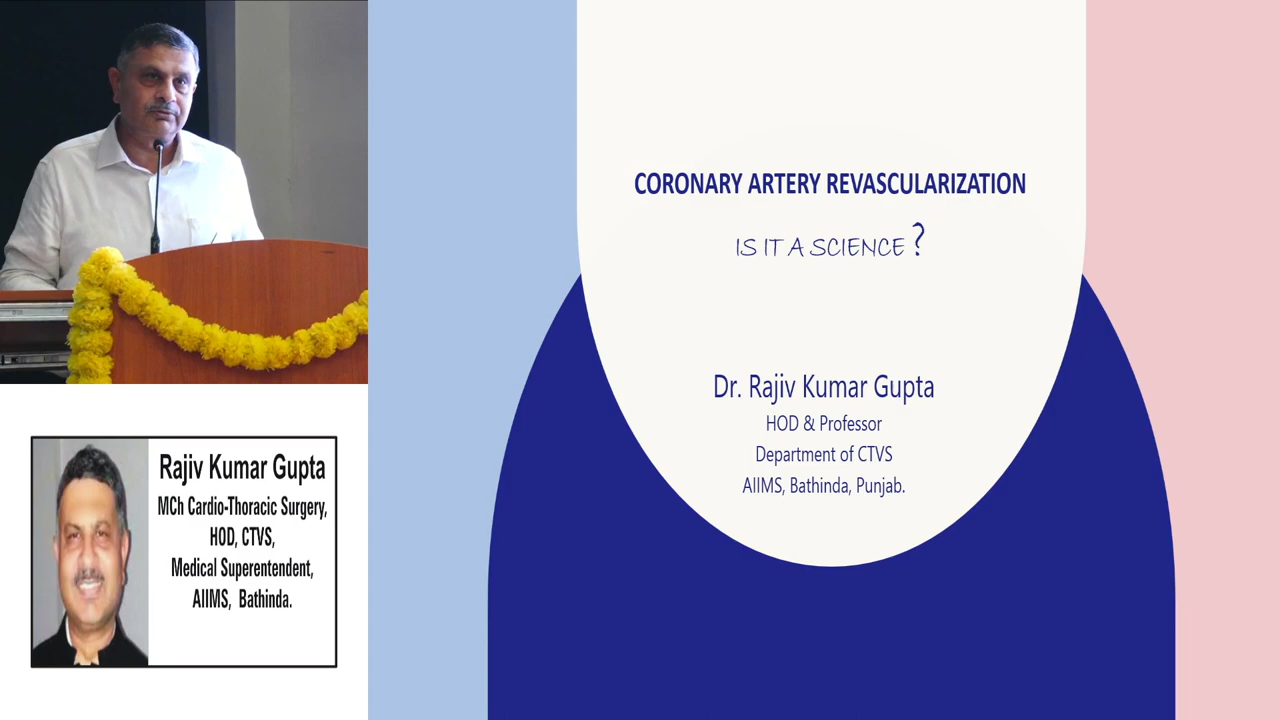 CORONARY ARTERY REVASCULARIZATION
IS IT A SCIENCE ?
Dr. Rajiv Kumar Gupta
HOD & Professor
Department of CTVS
AIIMS, Bathinda, Punjab.
Rajiv Kumar Gupta
MCh Cardio-Thoracic Surgery,
HOD, CTVS,
Medical Superentendent,
AIIMS, Bathinda.